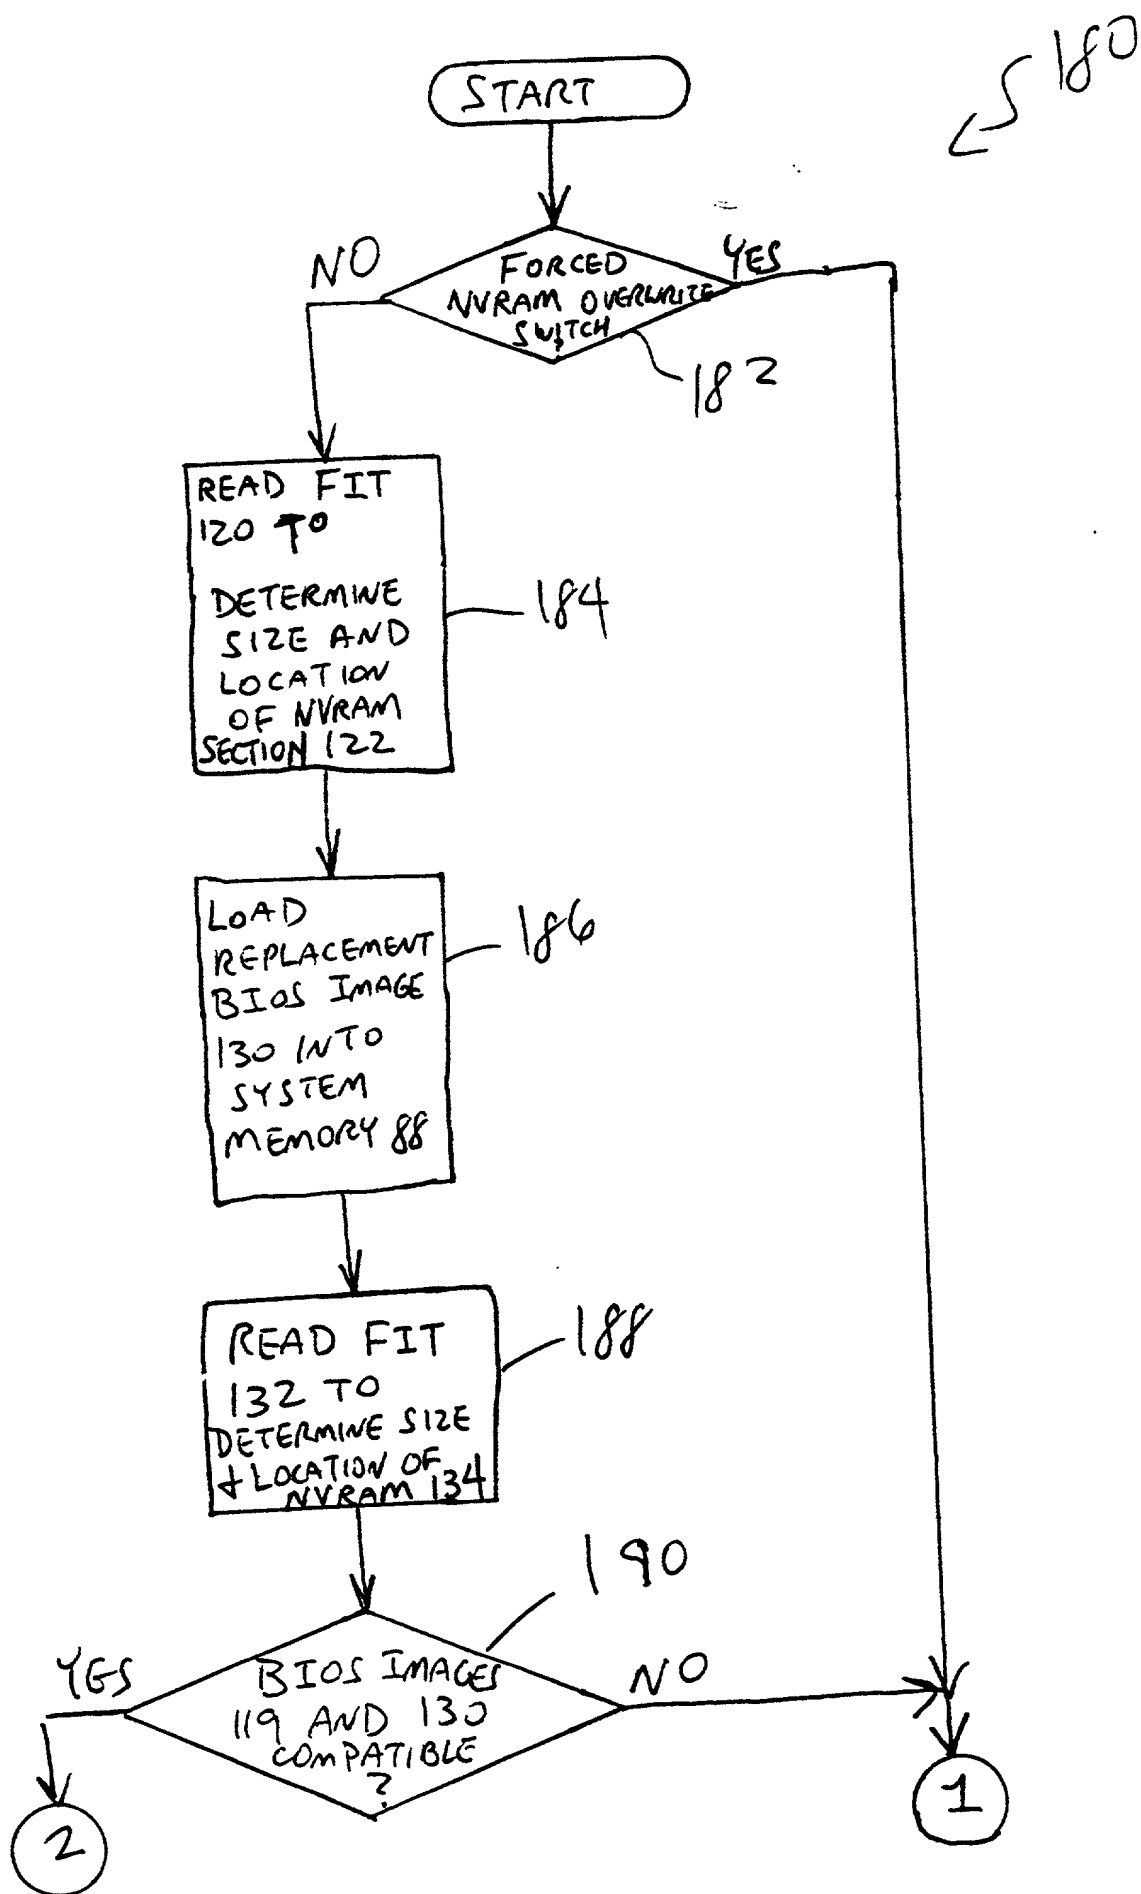 180
START
NO
YES
FORCED
NVRAM OVERWRITE
SWITCH
?
182
READ FIT
120 TO
DETERMINE
SIZE AND
LOCATION
OF NVRAM
SECTION 122
184
LOAD
REPLACEMENT
BIOS IMAGE
130 INTO
SYSTEM
MEMORY 88
186
READ FIT
132 TO
DETERMINE SIZE
+ LOCATION OF
NVRAM 134
188
190
YES
BIOS IMAGES
119 AND 130
COMPATIBLE
?
NO
1
2